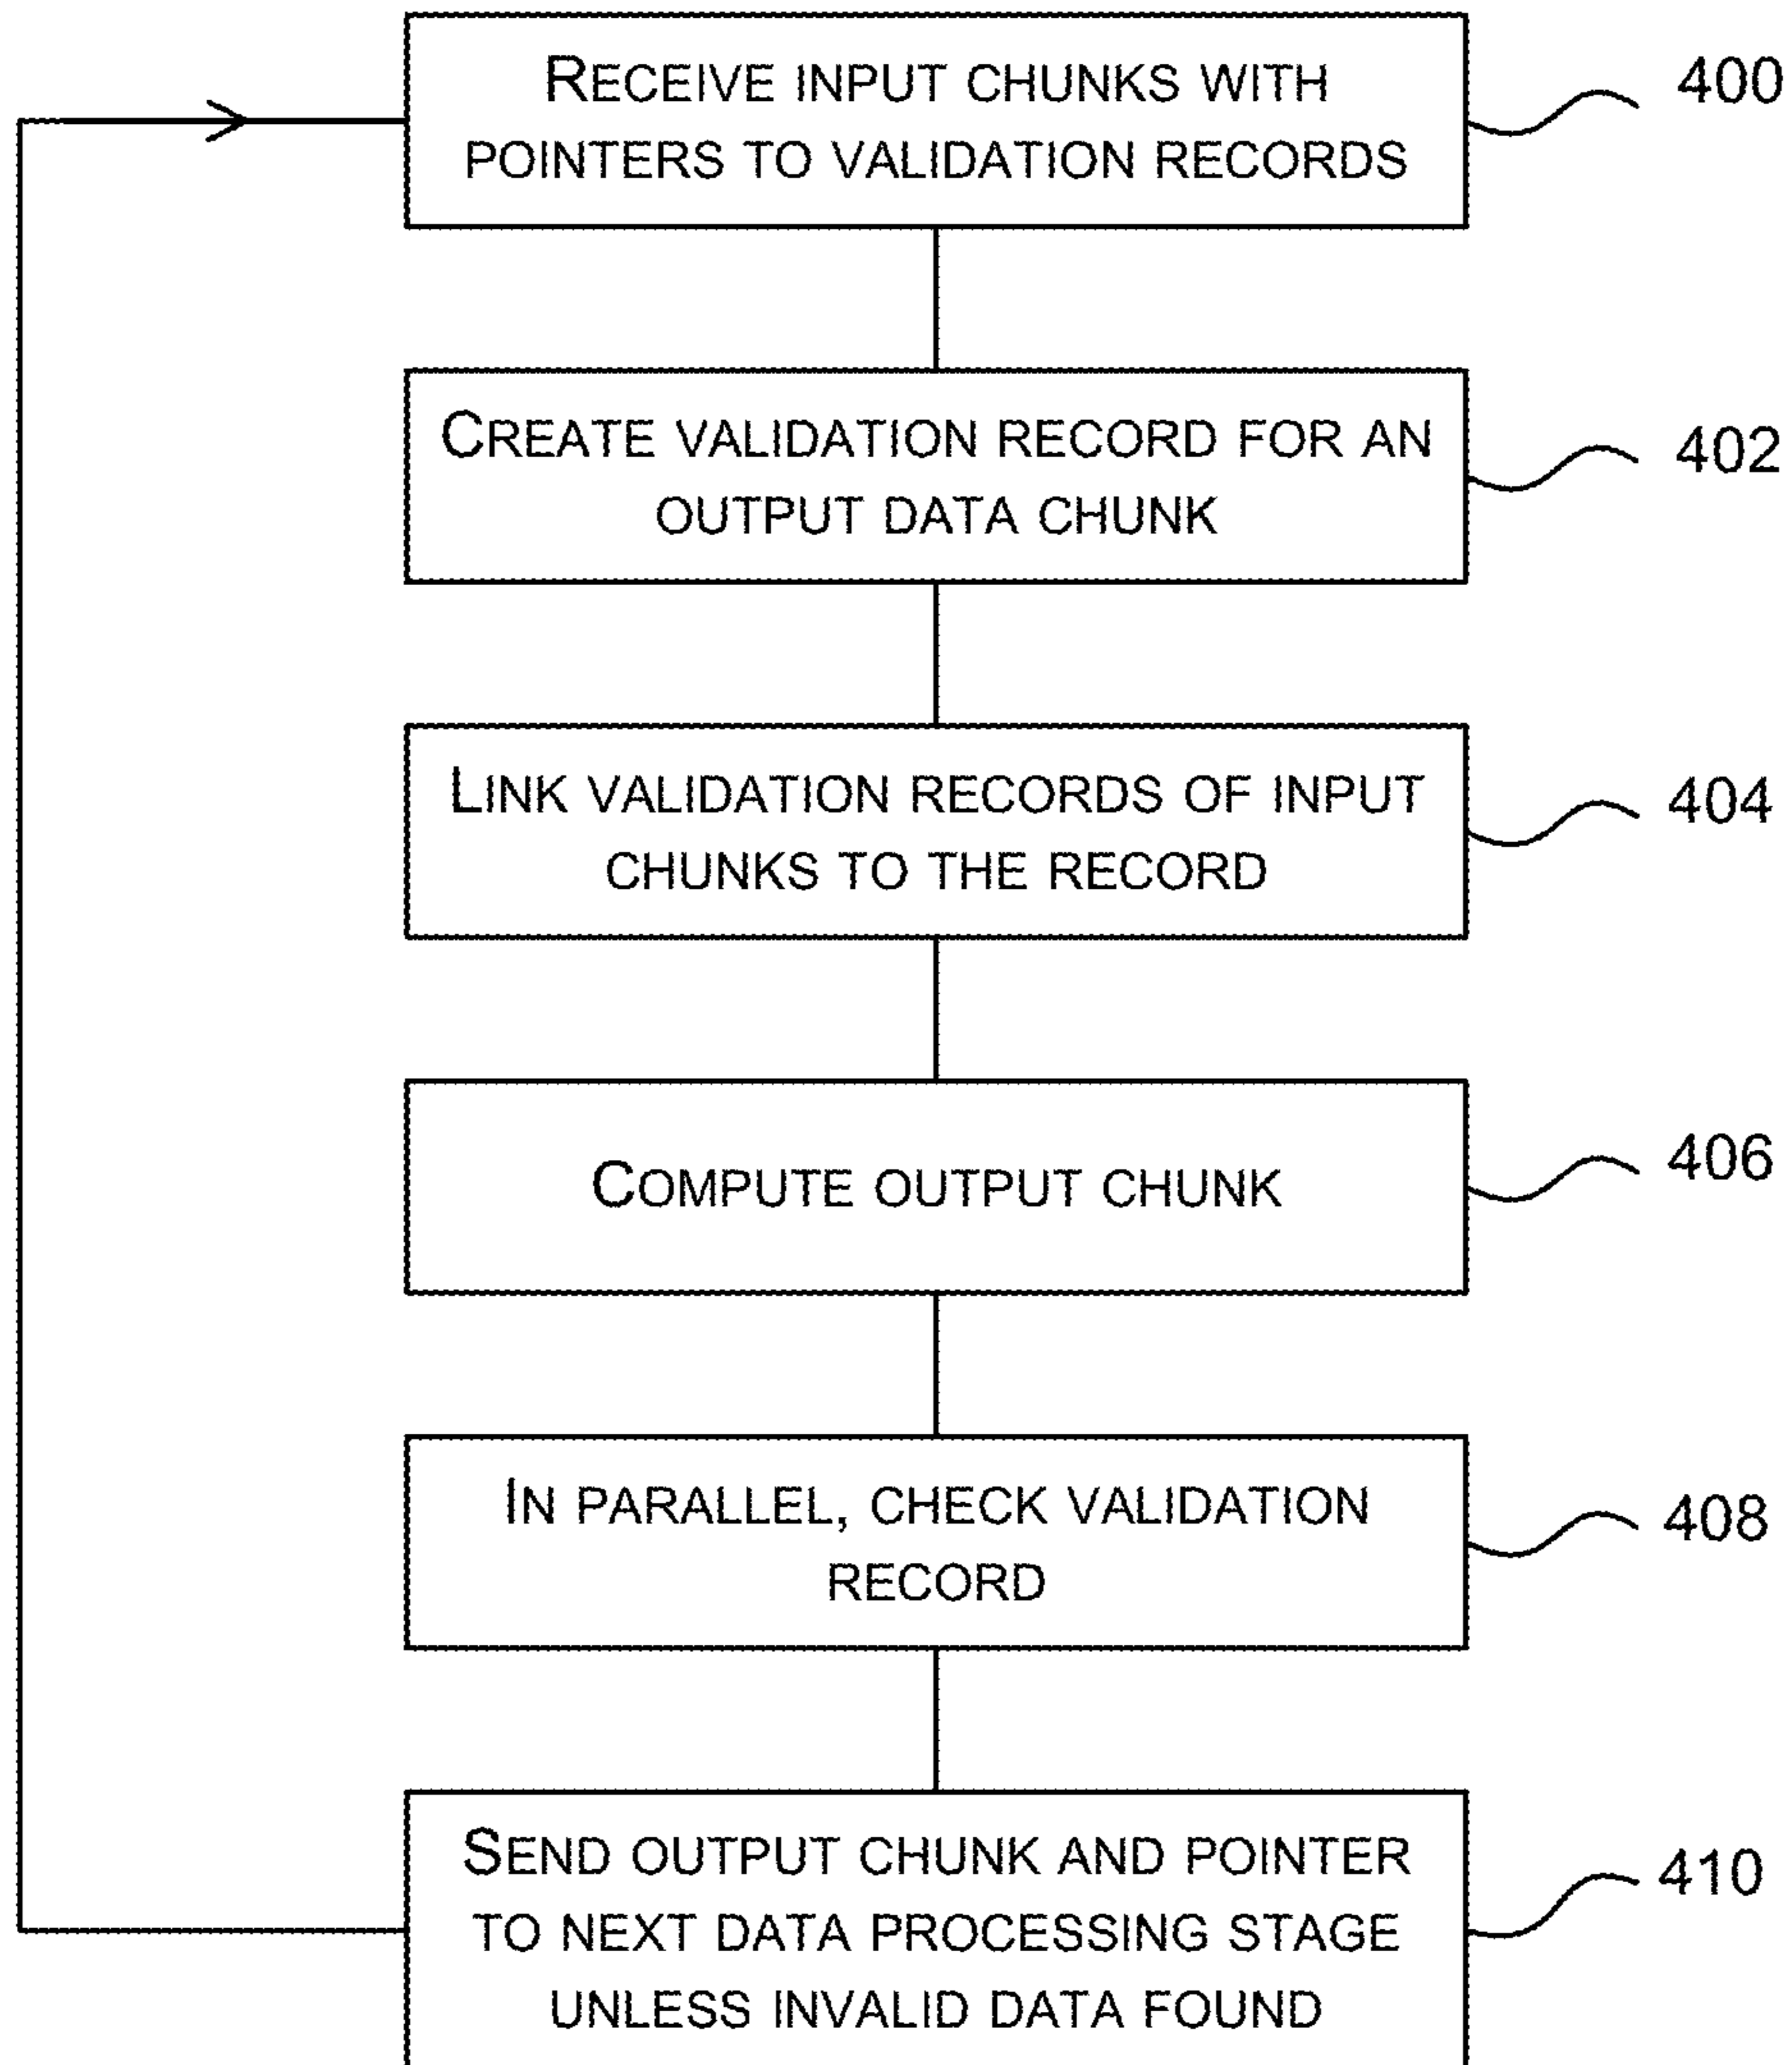 RECEIVE INPUT CHUNKS WITH
POINTERS TO VALIDATION RECORDS
400
CREATE VALIDATION RECORD FOR AN
OUTPUT DATA CHUNK
402
LINK VALIDATION RECORDS OF INPUT
CHUNKS TO THE RECORD
404
COMPUTE OUTPUT CHUNK
406
IN PARALLEL, CHECK VALIDATION
RECORD
408
SEND OUTPUT CHUNK AND POINTER
TO NEXT DATA PROCESSING STAGE
UNLESS INVALID DATA FOUND
410